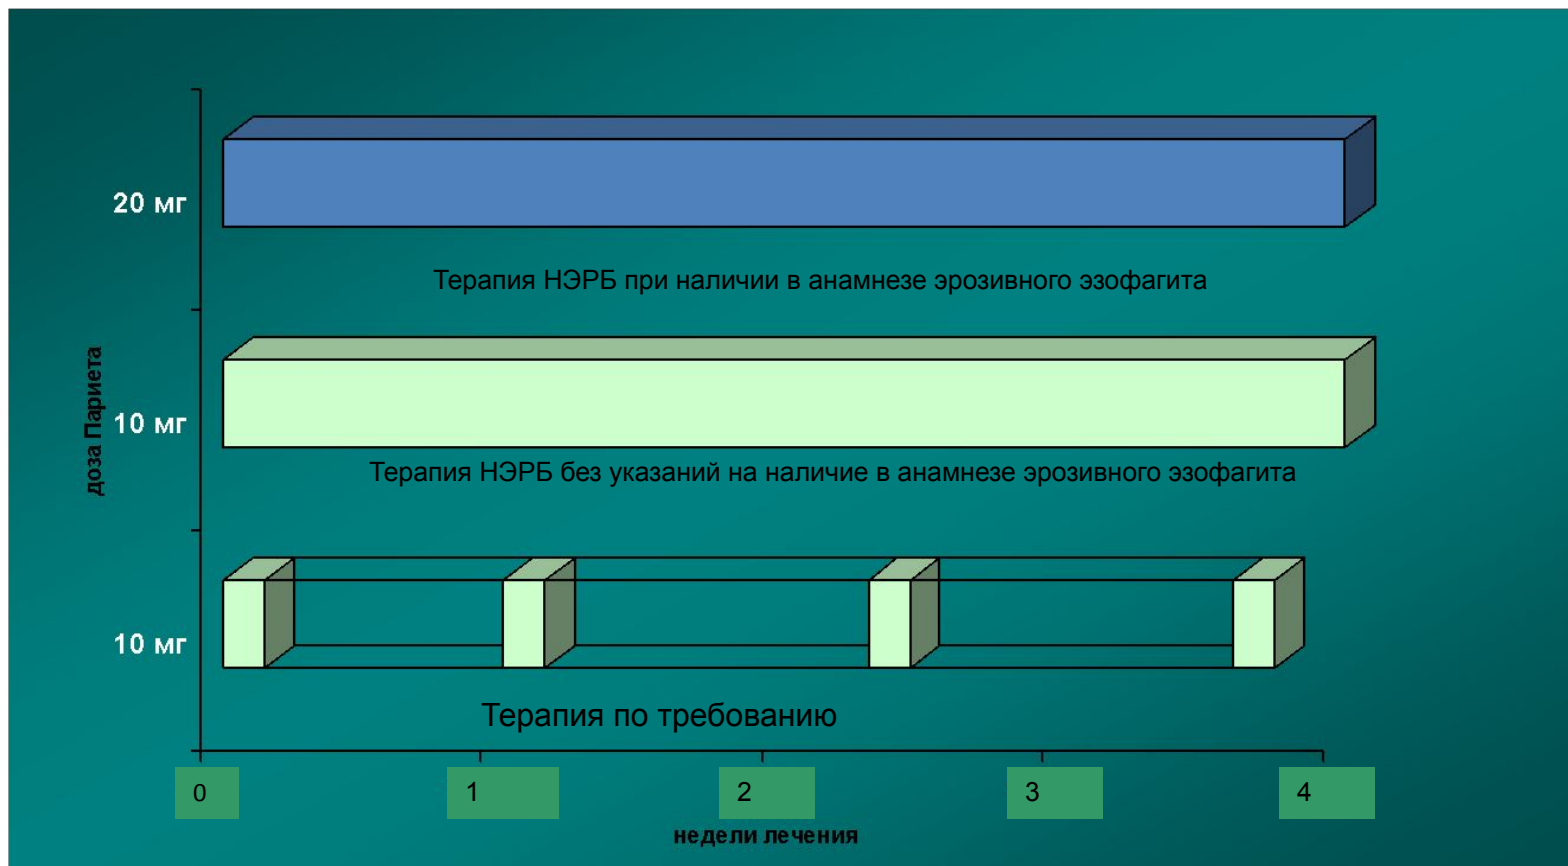 20 мг
Терапия НЭРБ при наличии в анамнезе эрозивного эзофагита
доза Париета
10 мг
Терапия НЭРБ без указаний на наличие в анамнезе эрозивного эзофагита
10 мг
Терапия по требованию
0 1 2 3 4
недели лечения